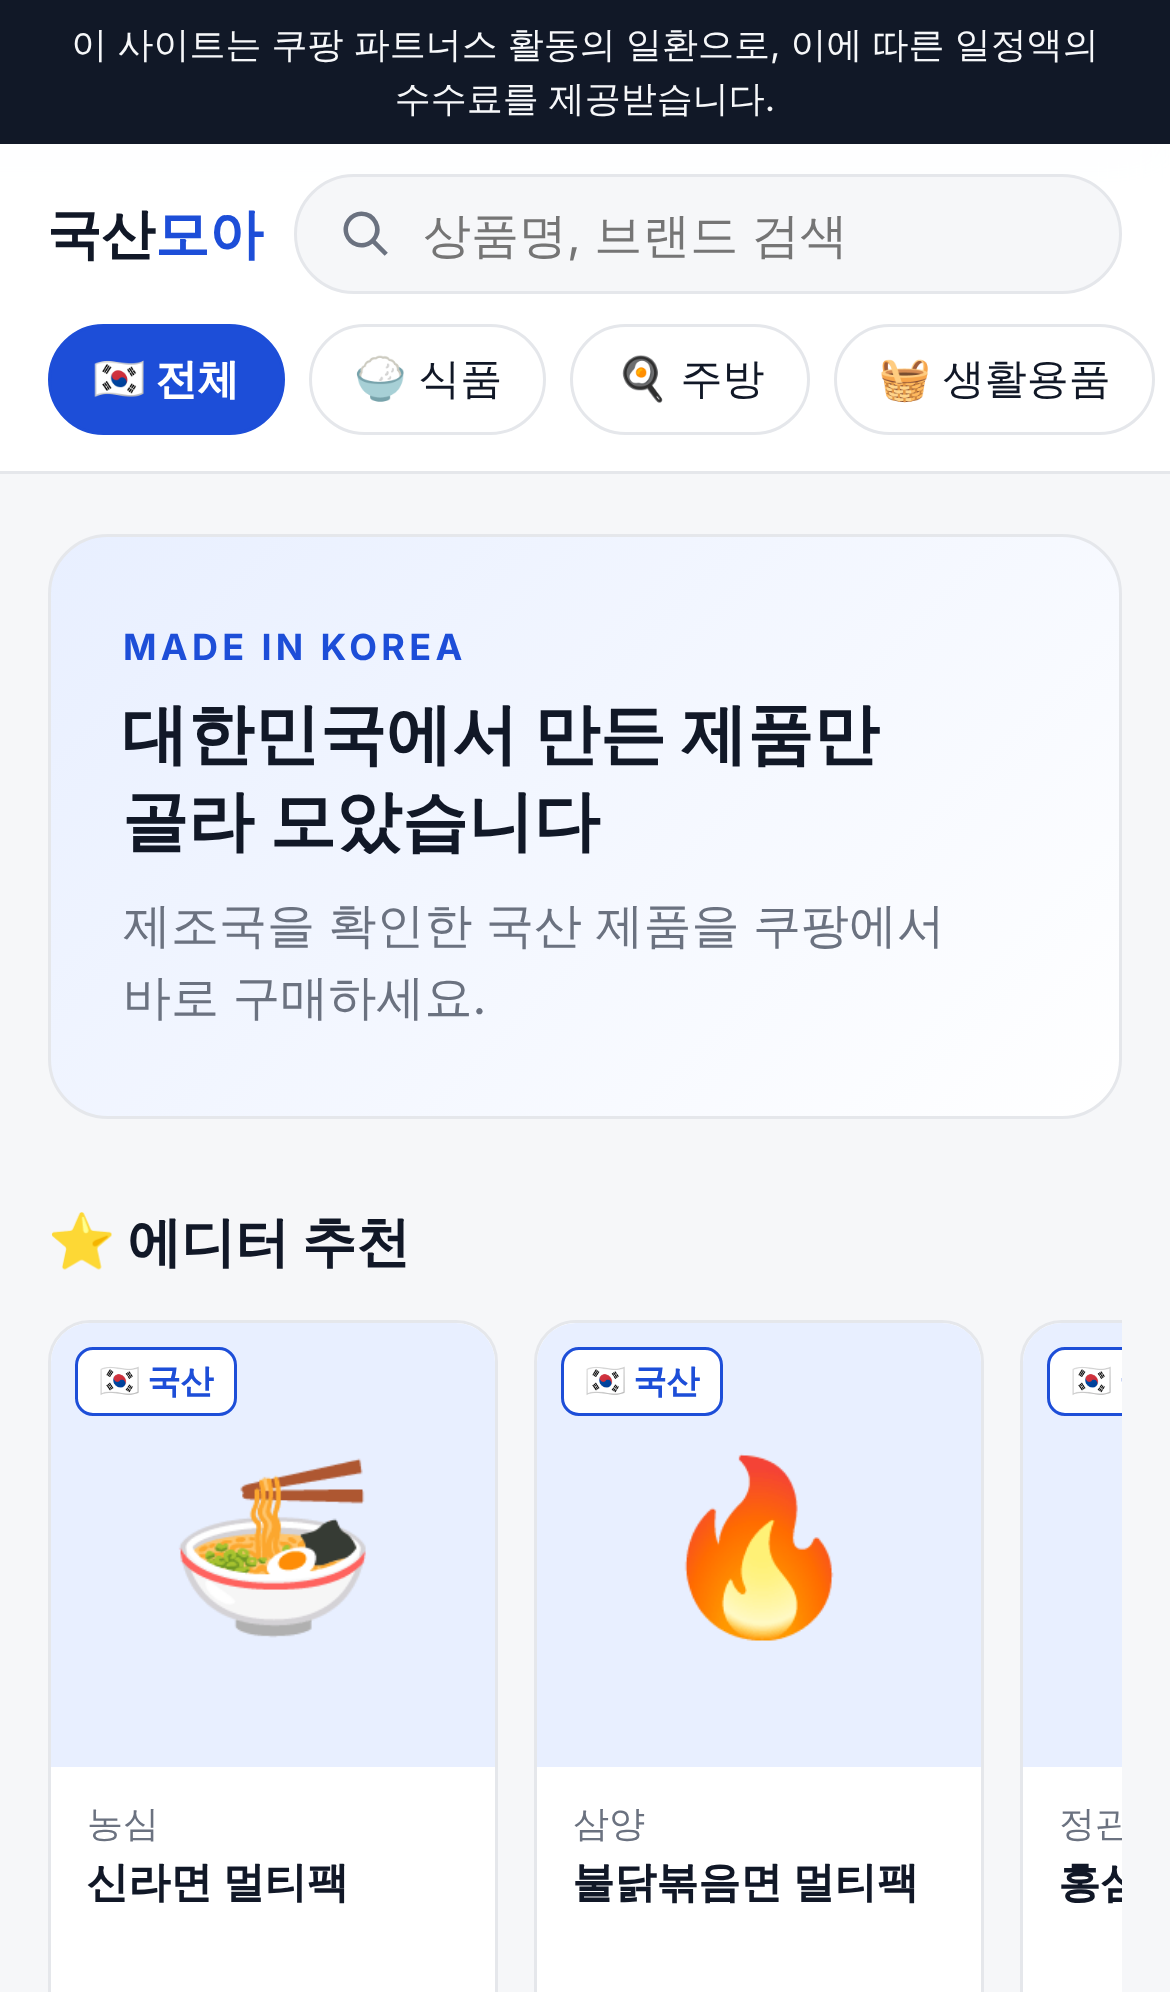 이 사이트는 쿠팡 파트너스 활동의 일환으로, 이에 따른 일정액의
수수료를 제공받습니다.
국산모아
상품명, 브랜드 검색
전체
식품
주방
생활용품
MADE IN KOREA
대한민국에서 만든 제품만
골라 모았습니다
제조국을 확인한 국산 제품을 쿠팡에서
바로 구매하세요.
에디터 추천
국산
국산
농심
신라면 멀티팩
삼양
불닭볶음면 멀티팩
정관
홍삼